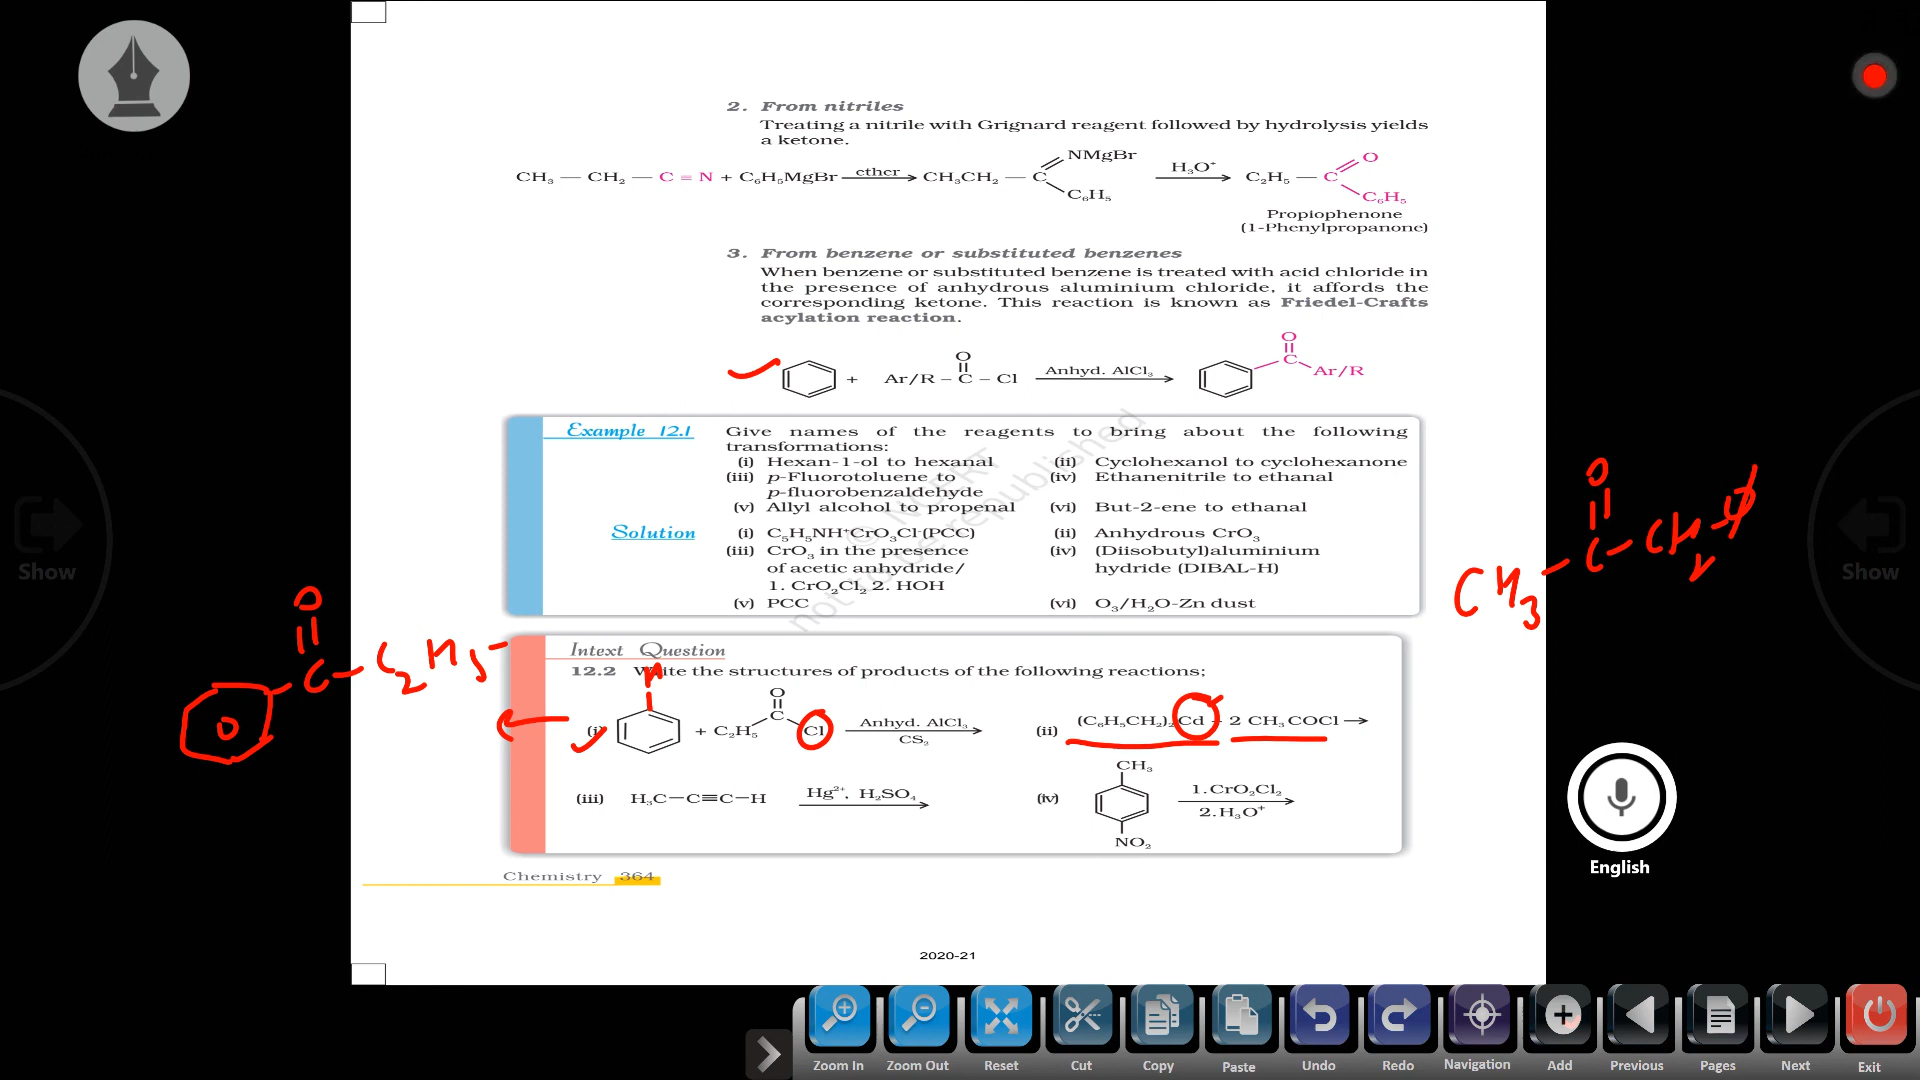 2. From nitriles
Treating a nitrile with Grignard reagent followed by hydrolysis yields
a ketone.
CH₃ — CH₂ — C ≡ N + C₆H₅MgBr ether → CH₃CH₂ — C NMgBr C₆H₅ H₃O⁺ → C₂H₅ — C O C₆H₅
Propiophenone
(1-Phenylpropanone)
3. From benzene or substituted benzenes
When benzene or substituted benzene is treated with acid chloride in
the presence of anhydrous aluminium chloride, it affords the
corresponding ketone. This reaction is known as Friedel-Crafts
acylation reaction.
+ Ar/R – C – Cl O Anhyd. AlCl₃ → O C Ar/R
Example 12.1 Give names of the reagents to bring about the following
transformations:
(i) Hexan-1-ol to hexanal (ii) Cyclohexanol to cyclohexanone
(iii) p-Fluorotoluene to (iv) Ethanenitrile to ethanal
p-fluorobenzaldehyde
(v) Allyl alcohol to propenal (vi) But-2-ene to ethanal
Solution (i) C₅H₅NH⁺CrO₃Cl⁻(PCC) (ii) Anhydrous CrO₃
(iii) CrO₃ in the presence (iv) (Diisobutyl)aluminium
of acetic anhydride/ hydride (DIBAL-H)
1. CrO₂Cl₂ 2. HOH
(v) PCC (vi) O₃/H₂O-Zn dust
© NCERT
not to be republished
Intext Question
12.2 Write the structures of products of the following reactions;
(i) H + C₂H₅ C O Cl Anhyd. AlCl₃ CS₂ → (ii) (C₆H₅CH₂)₂Cd + 2 CH₃COCl →
(iii) H₃C–C≡C–H Hg²⁺, H₂SO₄ → (iv) CH₃ NO₂ 1.CrO₂Cl₂ 2.H₃O⁺ →
O
C – C₂H₅
O
CH₃ – C – CH₂ – φ
Chemistry 364
2020-21
Show
Show
English
Zoom In Zoom Out Reset Cut Copy Paste Undo Redo Navigation Add Previous Pages Next Exit